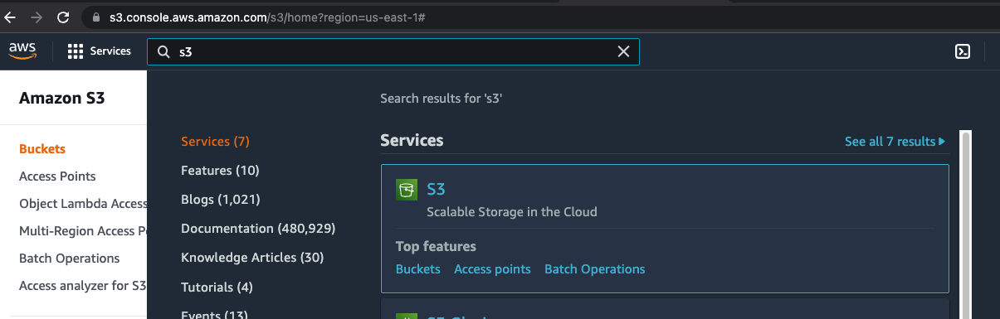 s3.console.aws.amazon.com/s3/home?region=us-east-1#
aws
Services
s3
Amazon S3
Buckets
Access Points
Object Lambda Access
Multi-Region Access
Batch Operations
Access analyzer for S3
Search results for 's3'
Services (7)
Features (10)
Blogs (1,021)
Documentation (480,929)
Knowledge Articles (30)
Tutorials (4)
Events (13)
Services
See all 7 results
S3
Scalable Storage in the Cloud
Top features
Buckets Access points Batch Operations